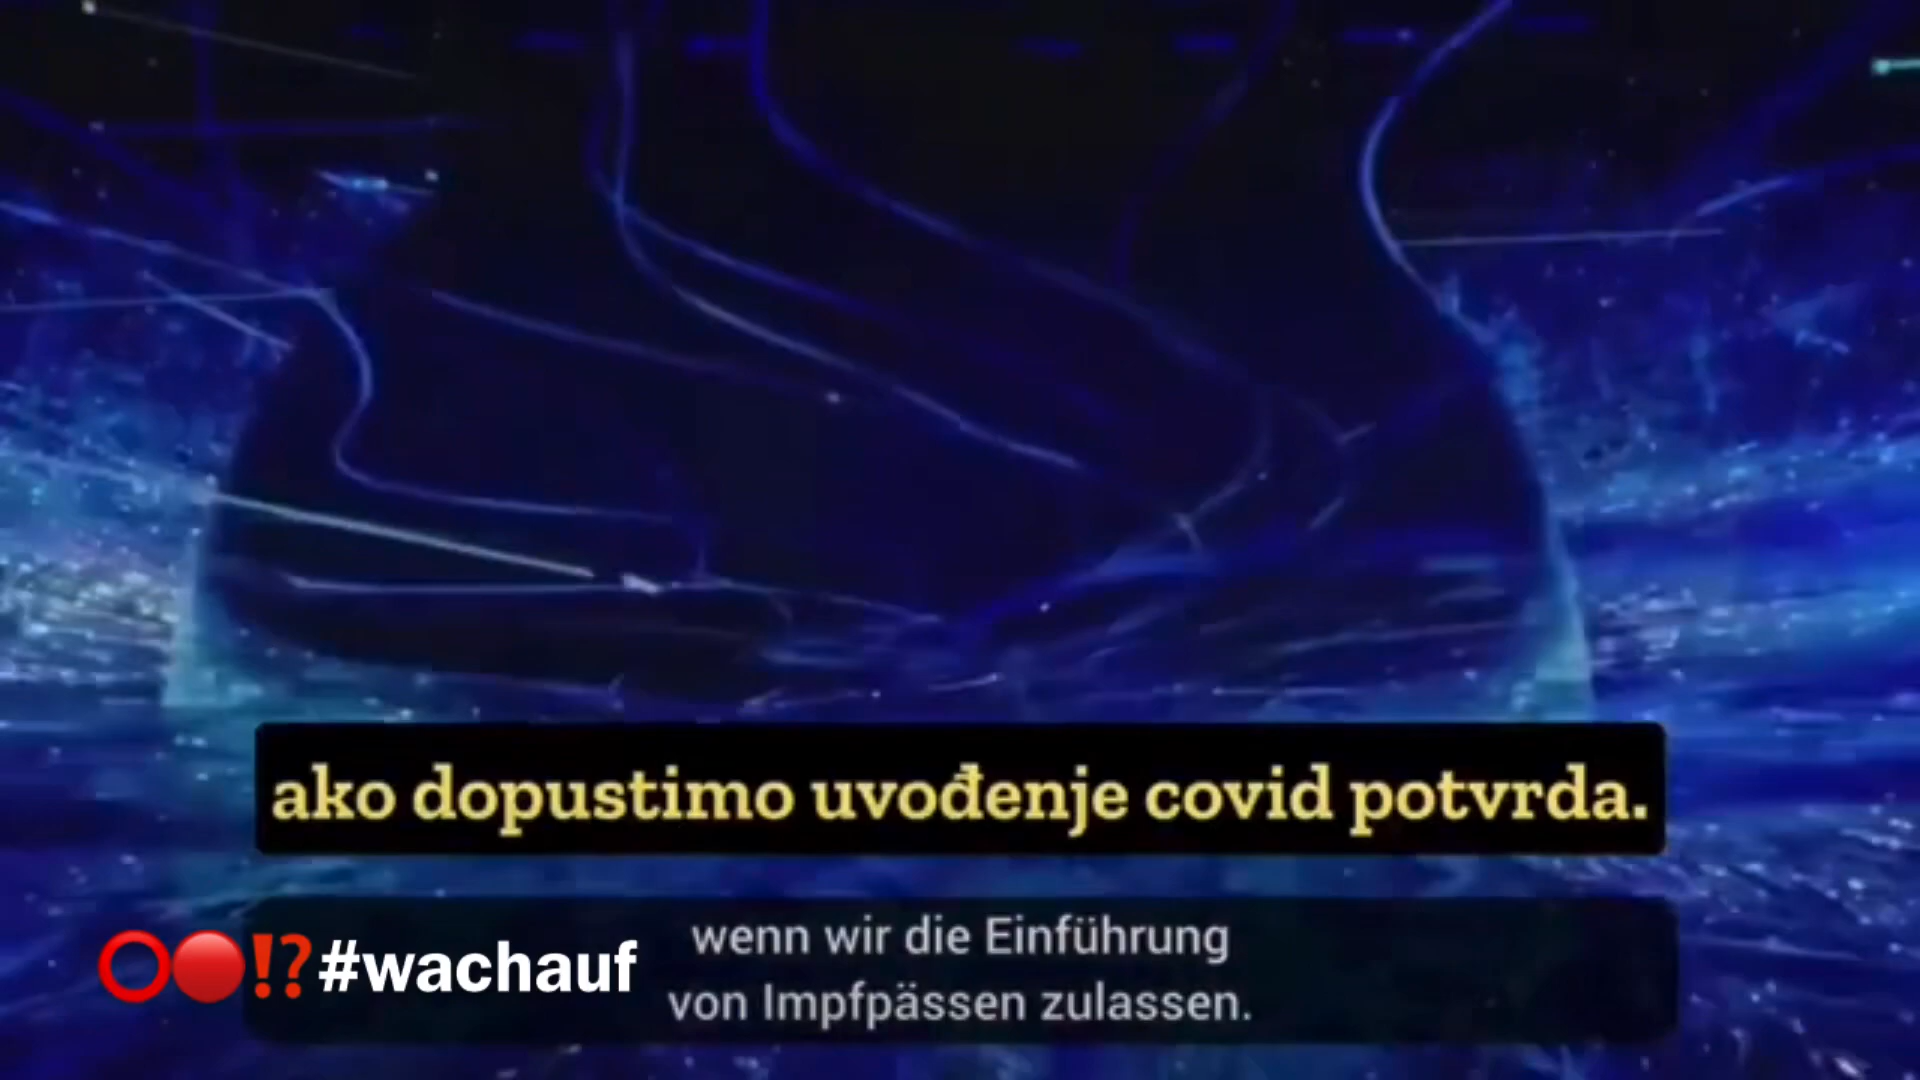 ako dopustimo uvođenje covid potvrda.
wenn wir die Einführung
⭕🔴⁉️#wachauf
von Impfpässen zulassen.